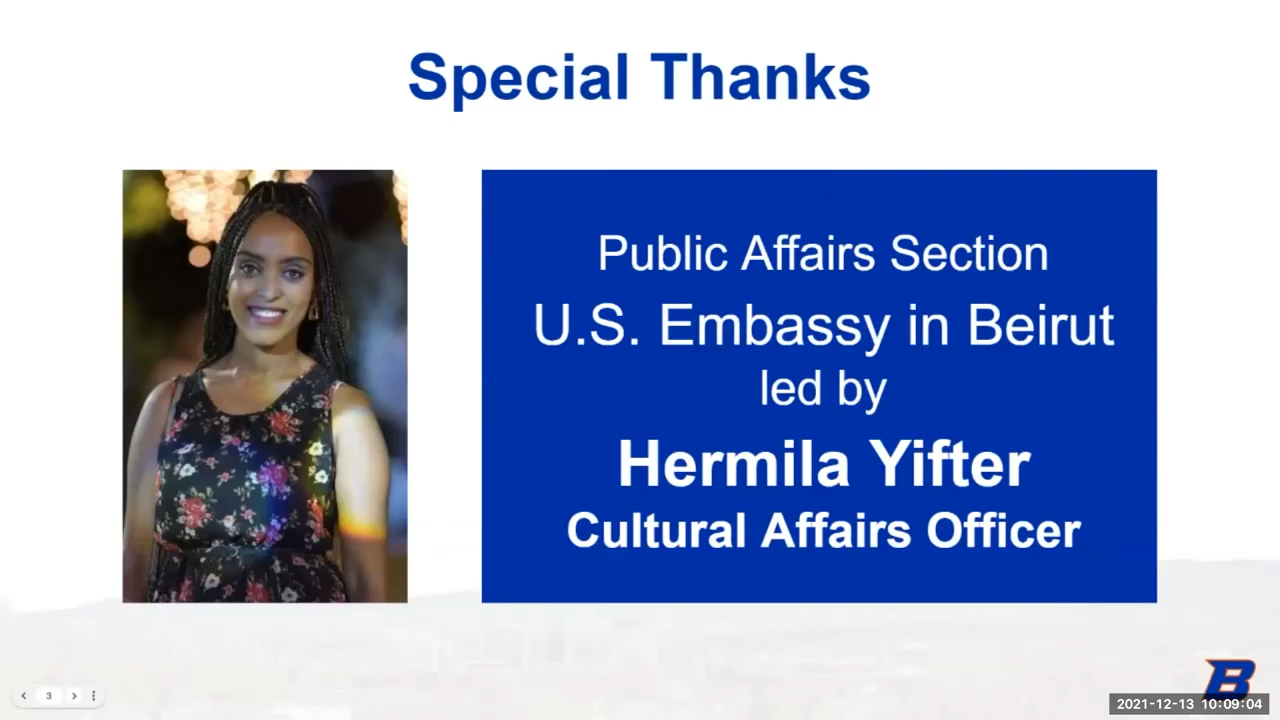 Special Thanks
Public Affairs Section
U.S. Embassy in Beirut
led by
Hermila Yifter
Cultural Affairs Officer
3
B
2021-12-13 10:09:04